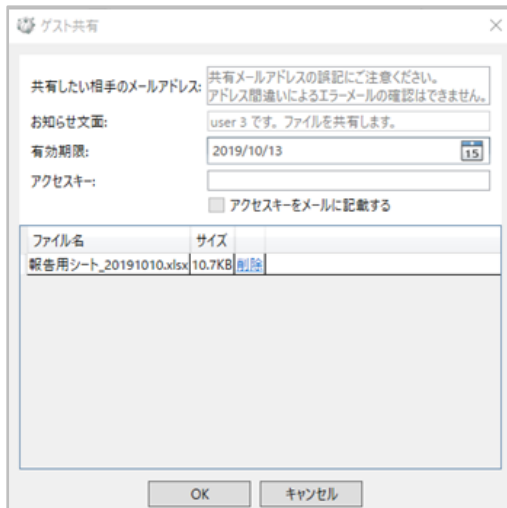 ゲスト共有
共有したい相手のメールアドレス:
共有メールアドレスの誤記にご注意ください。
アドレス間違いによるエラーメールの確認はできません。
お知らせ文面:
user 3 です。ファイルを共有します。
有効期限:
2019/10/13
15
アクセスキー:
アクセスキーをメールに記載する
ファイル名 サイズ
報告用シート_20191010.xlsx 10.7KB 削除
OK キャンセル